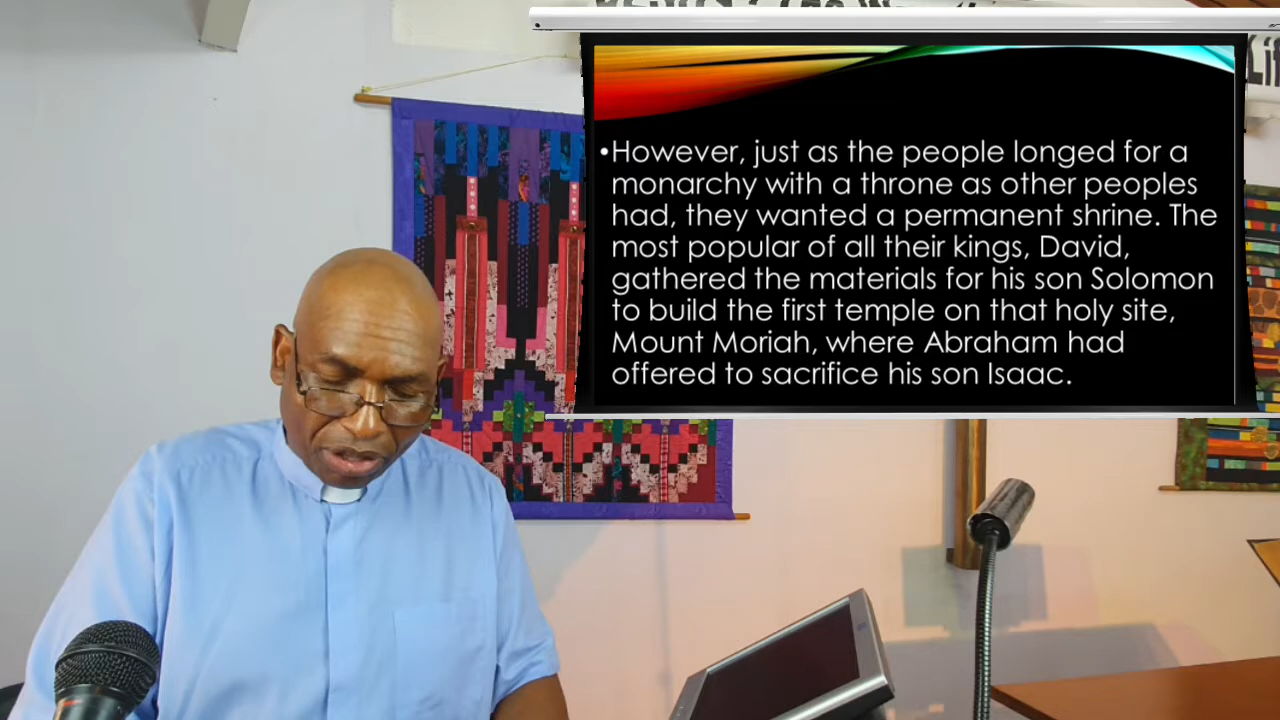 •However, just as the people longed for a
monarchy with a throne as other peoples
had, they wanted a permanent shrine. The
most popular of all their kings, David,
gathered the materials for his son Solomon
to build the first temple on that holy site,
Mount Moriah, where Abraham had
offered to sacrifice his son Isaac.